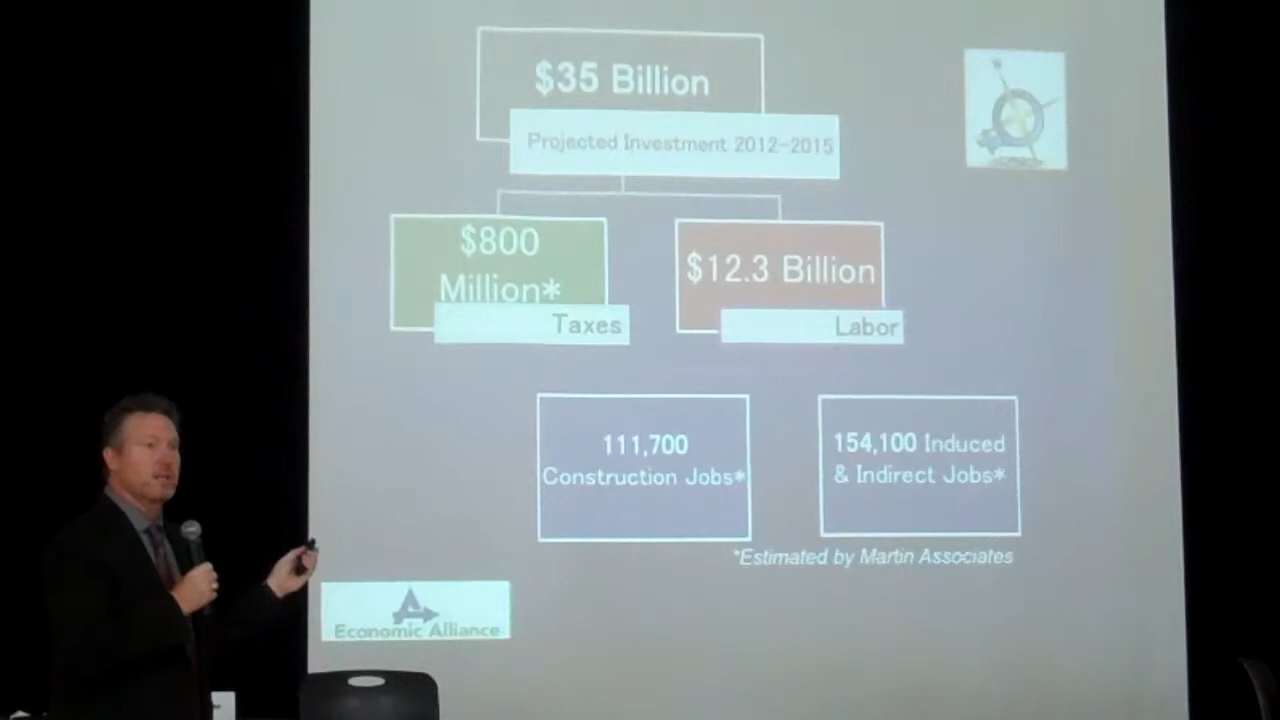 $35 Billion
Projected Investment 2012-2015
$800
Million*
Taxes
$12.3 Billion
Labor
111,700
Construction Jobs*
154,100 Induced
& Indirect Jobs*
*Estimated by Martin Associates
Economic Alliance